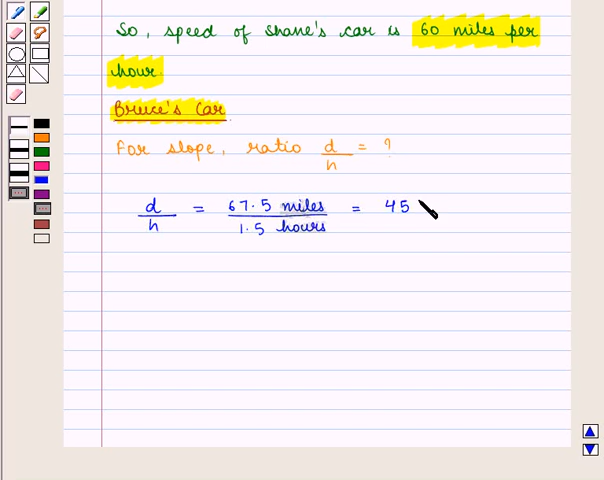 So, speed of Shane's car is 60 miles per
hour.
Bruce's Car
For slope, ratio d/h = ?
d/h = 67.5 miles/1.5 hours = 45